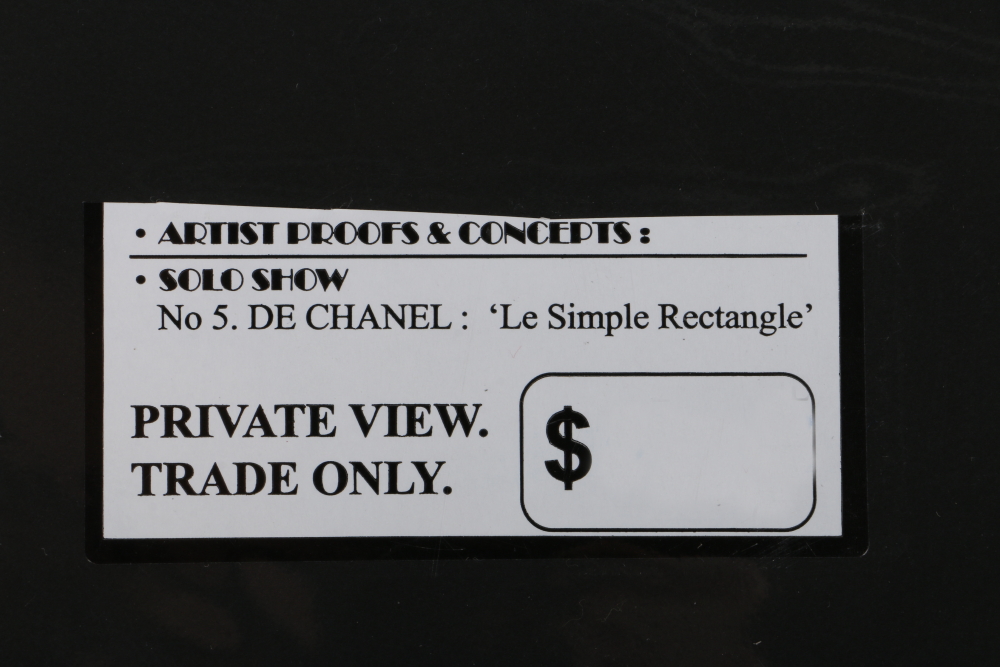 • ARTIST PROOFS & CONCEPTS :
• SOLO SHOW
No 5. DE CHANEL : ‘Le Simple Rectangle’
PRIVATE VIEW.
TRADE ONLY.
$